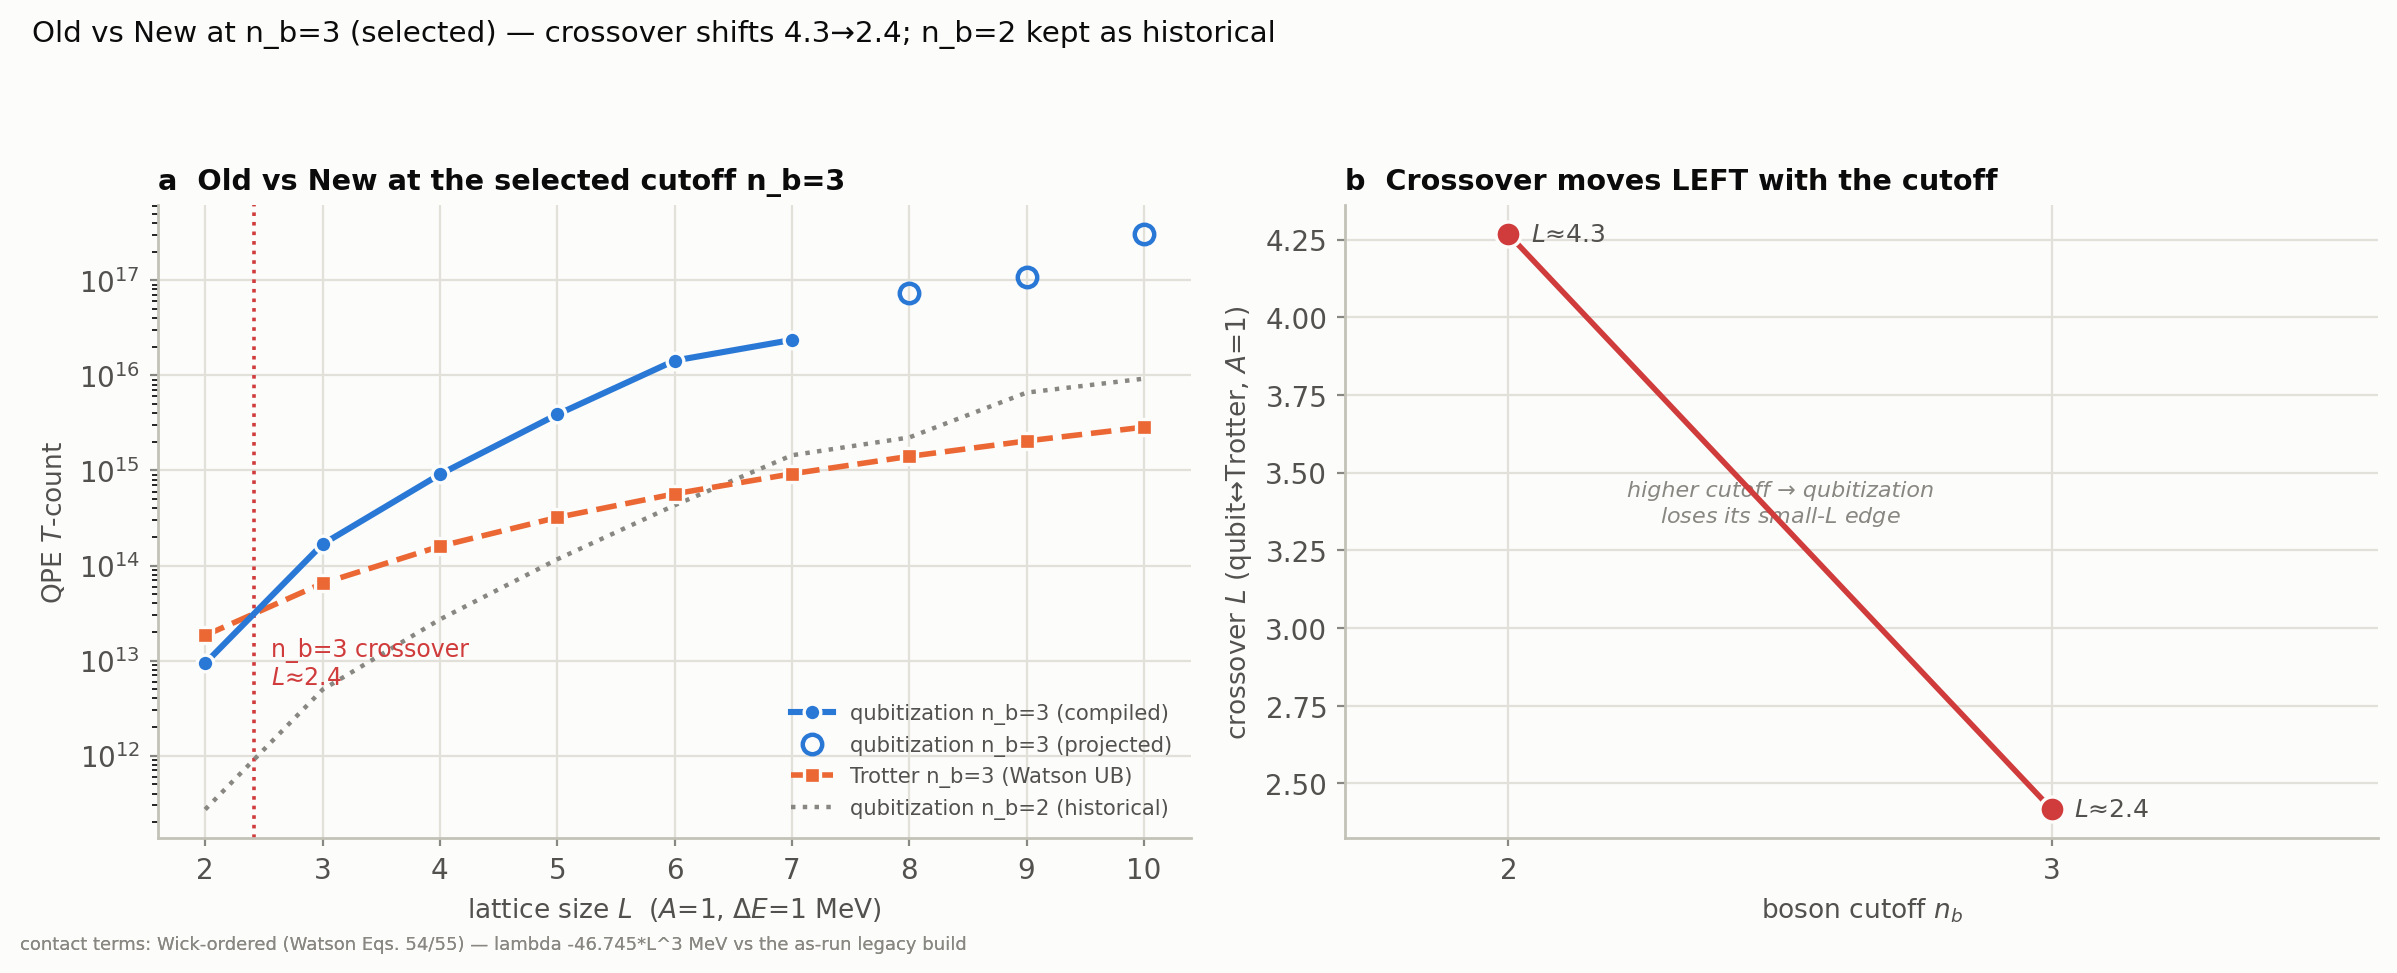 Old vs New at n_b=3 (selected) — crossover shifts 4.3→2.4; n_b=2 kept as historical
a Old vs New at the selected cutoff n_b=3
QPE T-count
10^17
10^16
10^15
10^14
10^13
10^12
n_b=3 crossover
L≈2.4
qubitization n_b=3 (compiled)
qubitization n_b=3 (projected)
Trotter n_b=3 (Watson UB)
qubitization n_b=2 (historical)
2 3 4 5 6 7 8 9 10
lattice size L (A=1, ΔE=1 MeV)
b Crossover moves LEFT with the cutoff
crossover L (qubit↔Trotter, A=1)
4.25
4.00
3.75
3.50
3.25
3.00
2.75
2.50
L≈4.3
higher cutoff → qubitization
loses its small-L edge
L≈2.4
2 3
boson cutoff n_b
contact terms: Wick-ordered (Watson Eqs. 54/55) — lambda -46.745*L^3 MeV vs the as-run legacy build